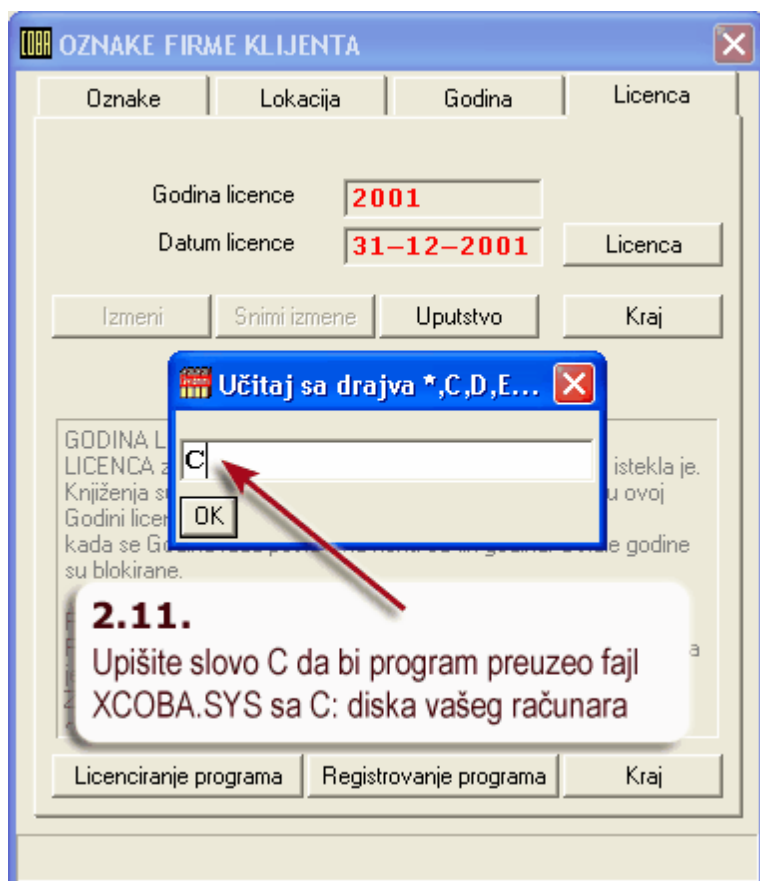 COBA OZNAKE FIRME KLIJENTA
Oznake Lokacija Godina Licenca
Godina licence 2001
Datum licence 31-12-2001 Licenca
Izmeni Snimi izmene Uputstvo Kraj
Učitaj sa drajva *,C,D,E...
C
OK
GODINA L
LICENCA z istekla je.
Knjiženja su u ovoj
Godini licen
kada se godine
su blokirane.
2.11.
Upišite slovo C da bi program preuzeo fajl
XCOBA.SYS sa C: diska vašeg računara
Licenciranje programa Registrovanje programa Kraj